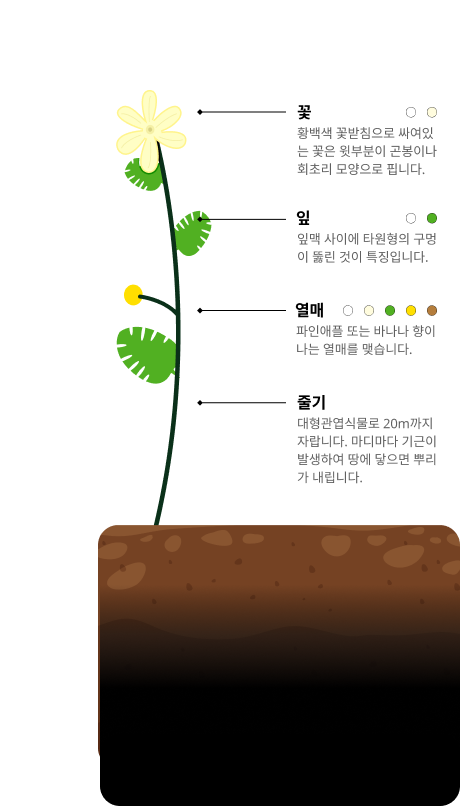 꽃
황백색 꽃받침으로 싸여있
는 꽃은 윗부분이 곤봉이나
회초리 모양으로 핍니다.
잎
잎맥 사이에 타원형의 구멍
이 뚫린 것이 특징입니다.
열매
파인애플 또는 바나나 향이
나는 열매를 맺습니다.
줄기
대형관엽식물로 20m까지
자랍니다. 마디마다 기근이
발생하여 땅에 닿으면 뿌리
가 내립니다.